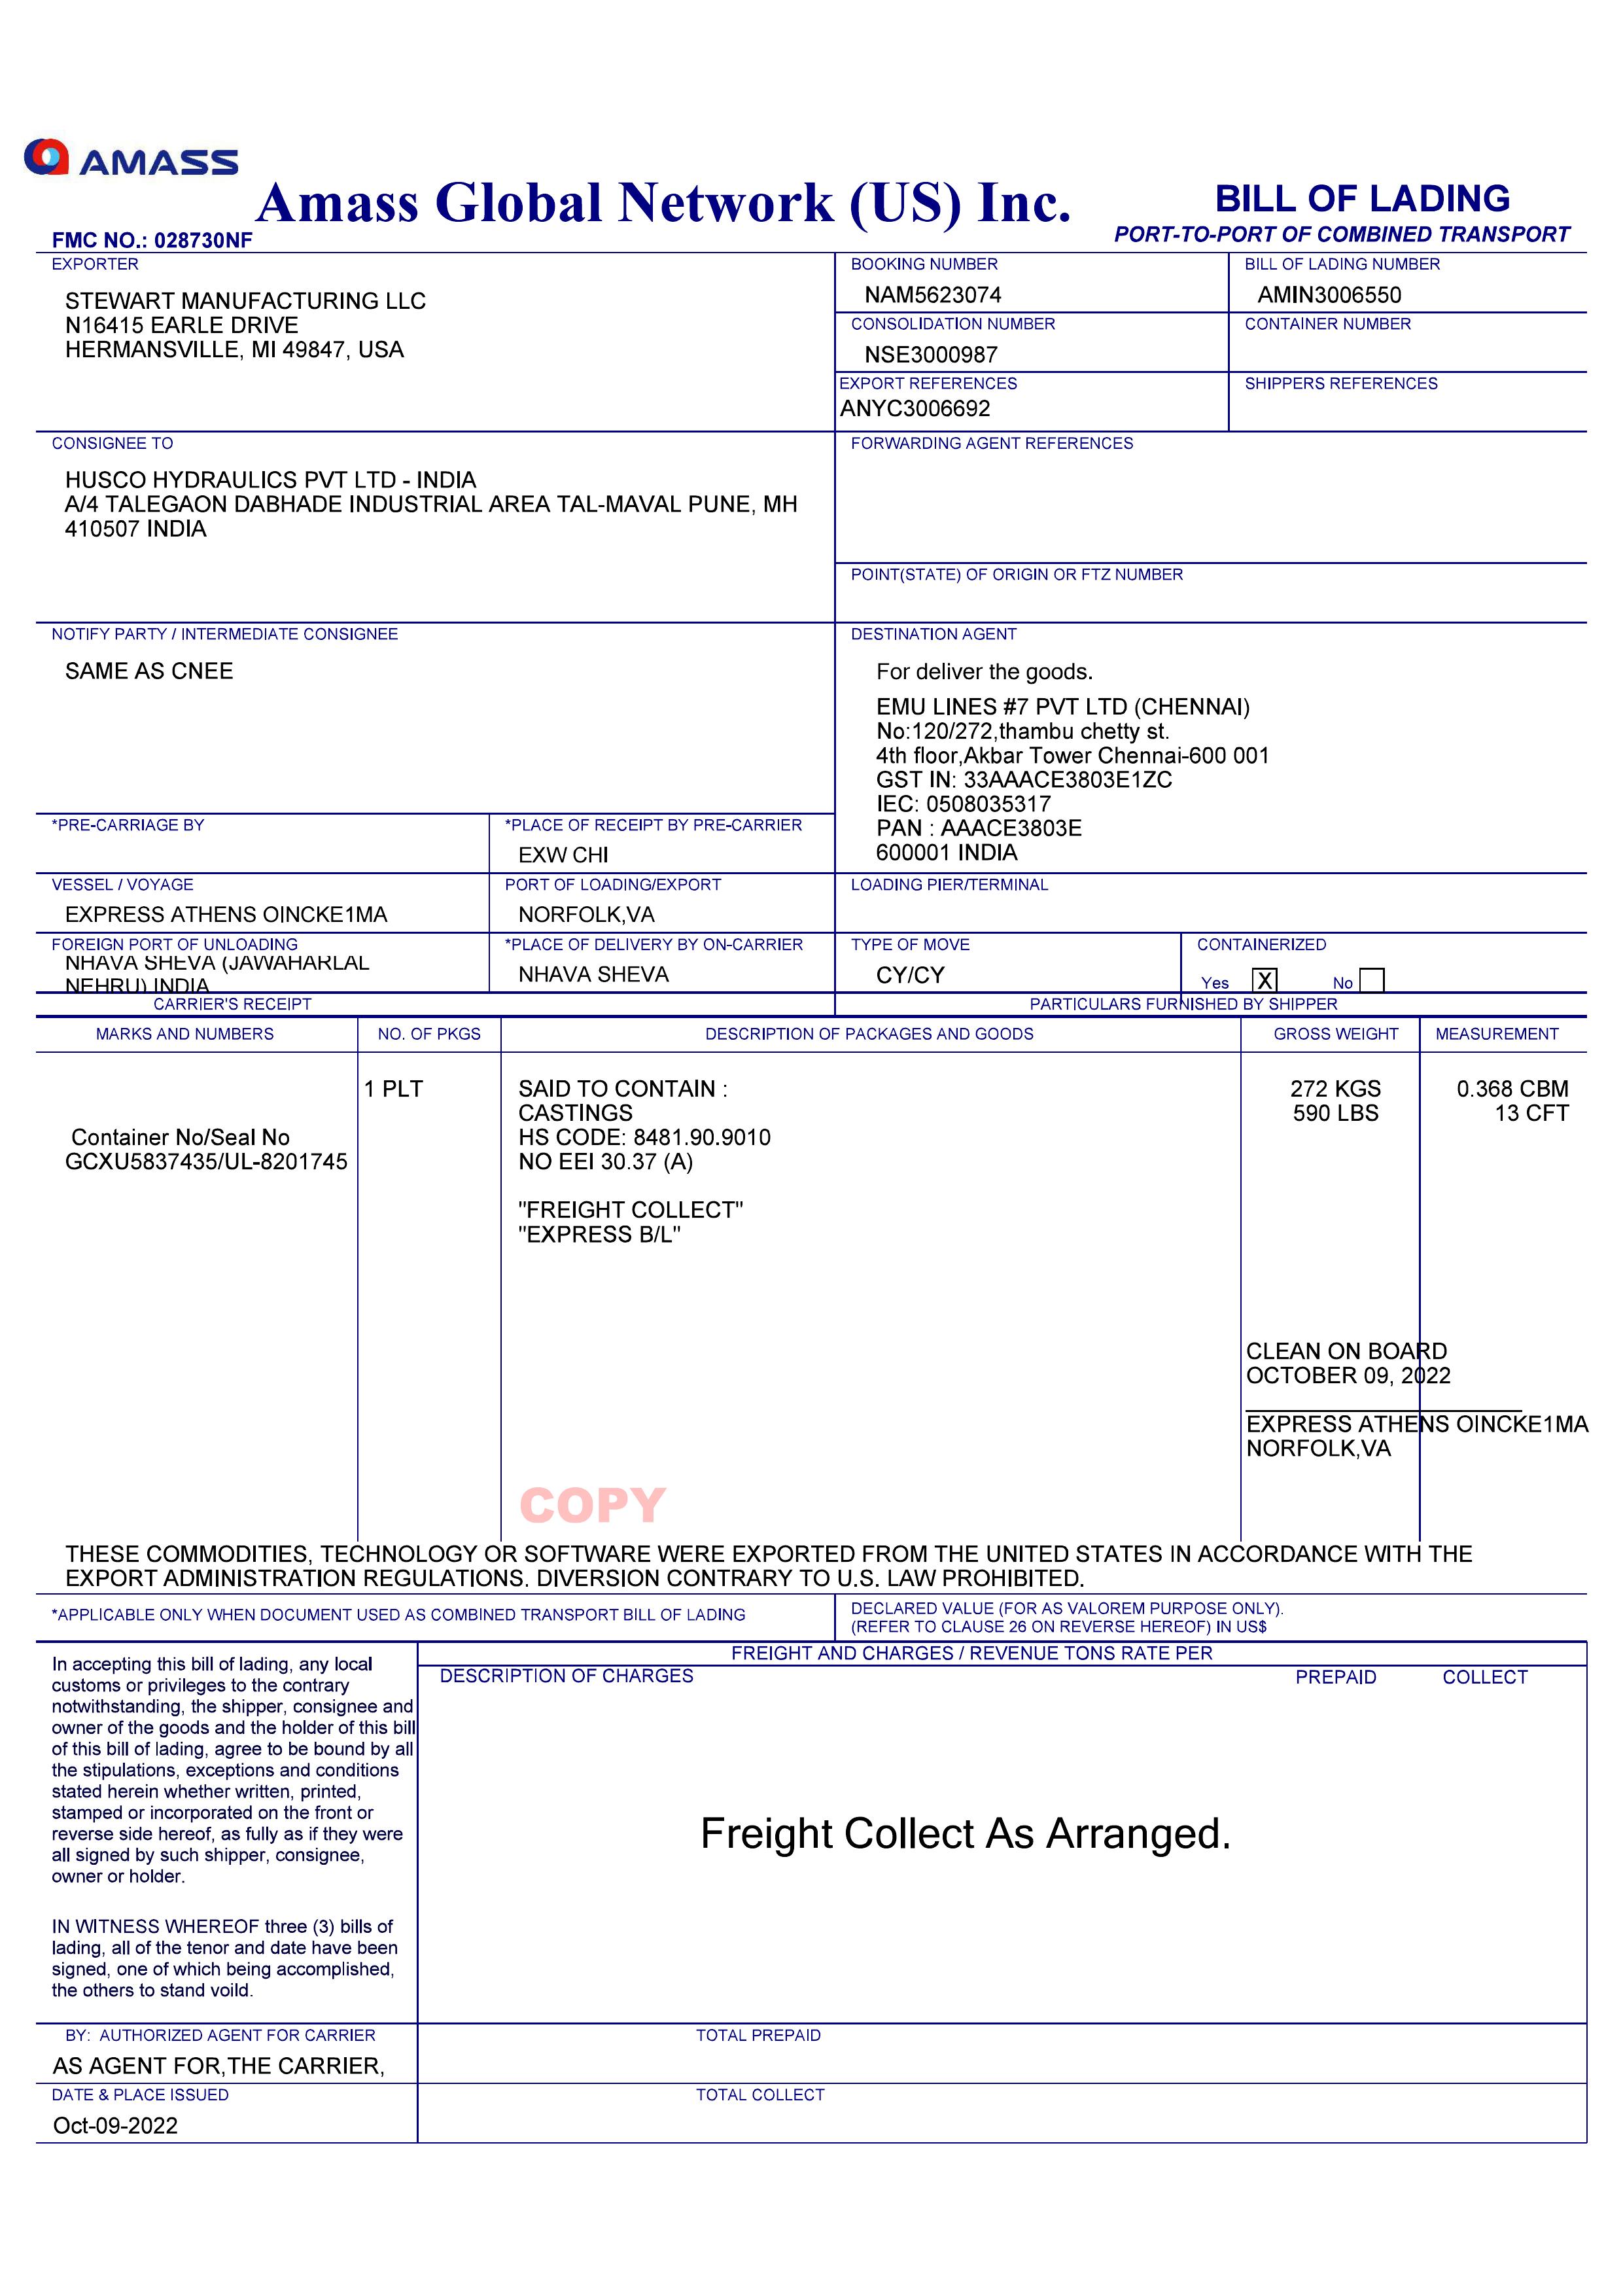 AMASS
Amass Global Network (US) Inc.
BILL OF LADING
FMC NO.: 028730NF
PORT-TO-PORT OF COMBINED TRANSPORT
EXPORTER
STEWART MANUFACTURING LLC
N16415 EARLE DRIVE
HERMANSVILLE, MI 49847, USA
BOOKING NUMBER
NAM5623074
BILL OF LADING NUMBER
AMIN3006550
CONSOLIDATION NUMBER
NSE3000987
CONTAINER NUMBER
EXPORT REFERENCES
ANYC3006692
SHIPPERS REFERENCES
CONSIGNEE TO
HUSCO HYDRAULICS PVT LTD - INDIA
A/4 TALEGAON DABHADE INDUSTRIAL AREA TAL-MAVAL PUNE, MH
410507 INDIA
FORWARDING AGENT REFERENCES
POINT(STATE) OF ORIGIN OR FTZ NUMBER
NOTIFY PARTY / INTERMEDIATE CONSIGNEE
SAME AS CNEE
DESTINATION AGENT
For deliver the goods.
EMU LINES #7 PVT LTD (CHENNAI)
No:120/272,thambu chetty st.
4th floor,Akbar Tower Chennai-600 001
GST IN: 33AAACE3803E1ZC
IEC: 0508035317
PAN : AAACE3803E
600001 INDIA
*PRE-CARRIAGE BY
*PLACE OF RECEIPT BY PRE-CARRIER
EXW CHI
VESSEL / VOYAGE
EXPRESS ATHENS OINCKE1MA
PORT OF LOADING/EXPORT
NORFOLK,VA
LOADING PIER/TERMINAL
FOREIGN PORT OF UNLOADING
NHAVA SHEVA (JAWAHARLAL
NEHRU) INDIA
*PLACE OF DELIVERY BY ON-CARRIER
NHAVA SHEVA
TYPE OF MOVE
CY/CY
CONTAINERIZED
Yes X No
CARRIER'S RECEIPT
PARTICULARS FURNISHED BY SHIPPER
MARKS AND NUMBERS
NO. OF PKGS
DESCRIPTION OF PACKAGES AND GOODS
GROSS WEIGHT
MEASUREMENT
Container No/Seal No
GCXU5837435/UL-8201745
1 PLT
SAID TO CONTAIN :
CASTINGS
HS CODE: 8481.90.9010
NO EEI 30.37 (A)
"FREIGHT COLLECT"
"EXPRESS B/L"
272 KGS
590 LBS
0.368 CBM
13 CFT
CLEAN ON BOARD
OCTOBER 09, 2022
EXPRESS ATHENS OINCKE1MA
NORFOLK,VA
COPY
THESE COMMODITIES, TECHNOLOGY OR SOFTWARE WERE EXPORTED FROM THE UNITED STATES IN ACCORDANCE WITH THE
EXPORT ADMINISTRATION REGULATIONS. DIVERSION CONTRARY TO U.S. LAW PROHIBITED.
*APPLICABLE ONLY WHEN DOCUMENT USED AS COMBINED TRANSPORT BILL OF LADING
DECLARED VALUE (FOR AS VALOREM PURPOSE ONLY).
(REFER TO CLAUSE 26 ON REVERSE HEREOF) IN US$
In accepting this bill of lading, any local
customs or privileges to the contrary
notwithstanding, the shipper, consignee and
owner of the goods and the holder of this bill
of this bill of lading, agree to be bound by all
the stipulations, exceptions and conditions
stated herein whether written, printed,
stamped or incorporated on the front or
reverse side hereof, as fully as if they were
all signed by such shipper, consignee,
owner or holder.
IN WITNESS WHEREOF three (3) bills of
lading, all of the tenor and date have been
signed, one of which being accomplished,
the others to stand voild.
FREIGHT AND CHARGES / REVENUE TONS RATE PER
DESCRIPTION OF CHARGES
PREPAID
COLLECT
Freight Collect As Arranged.
BY: AUTHORIZED AGENT FOR CARRIER
AS AGENT FOR,THE CARRIER,
TOTAL PREPAID
DATE & PLACE ISSUED
Oct-09-2022
TOTAL COLLECT